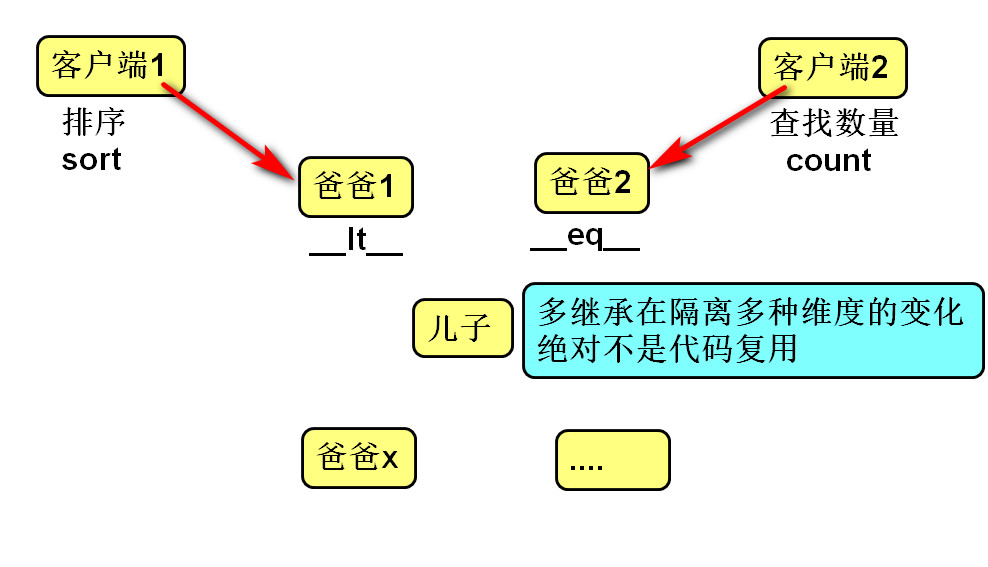 客户端1
客户端2
排序
sort
查找数量
count
爸爸1
爸爸2
__lt__
__eq__
儿子
多继承在隔离多种维度的变化
绝对不是代码复用
爸爸x
....